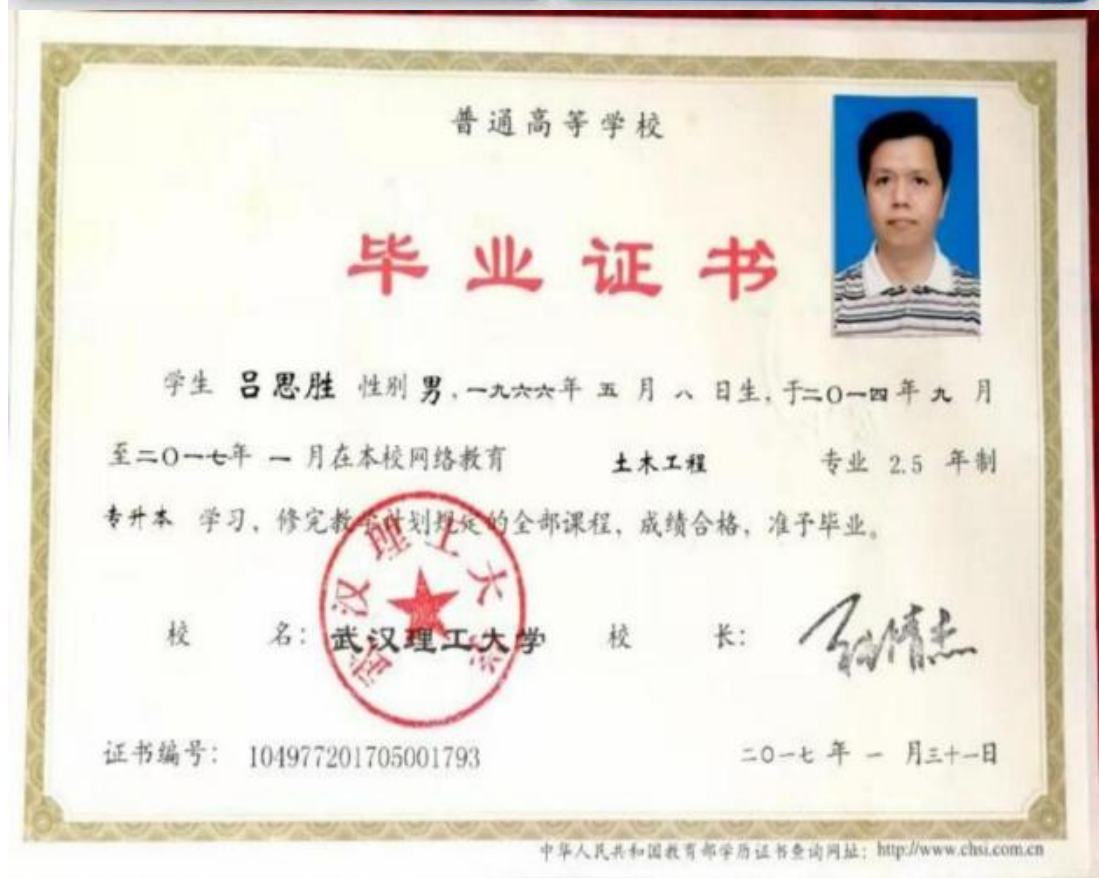 普通高等学校
毕业证书
学生 吕思胜 性别 男，一九六六年 五 月 八 日生，于二〇一四年 九 月
至二〇一七年 一 月在本校网络教育 土木工程 专业 2.5 年制
专升本 学习，修完教学计划规定的全部课程，成绩合格，准予毕业。
武汉理工大学
校 名：武汉理工大学 校 长：
证书编号： 104977201705001793 二〇一七 年 一 月三十一日
中华人民共和国教育部学历证书查询网址：http://www.chsi.com.cn